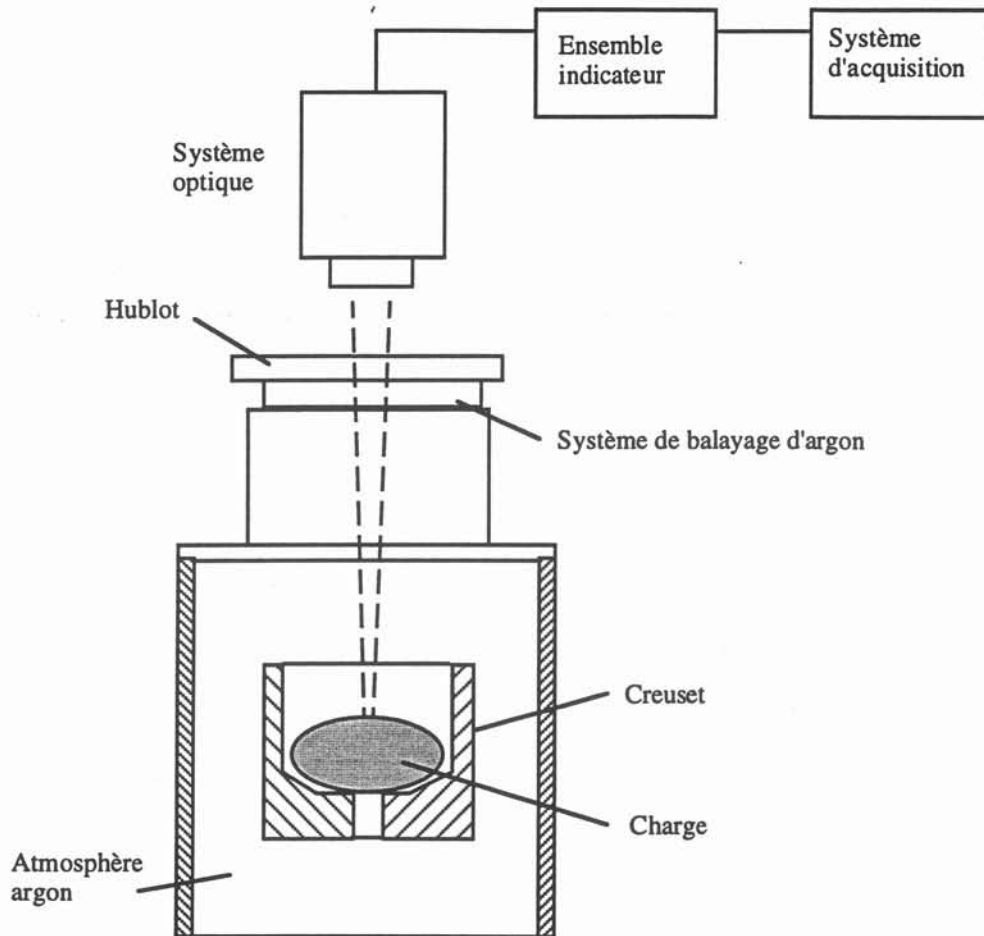 Ensemble
indicateur
Système
d'acquisition
Système
optique
Hublot
Système de balayage d'argon
Creuset
Charge
Atmosphère
argon